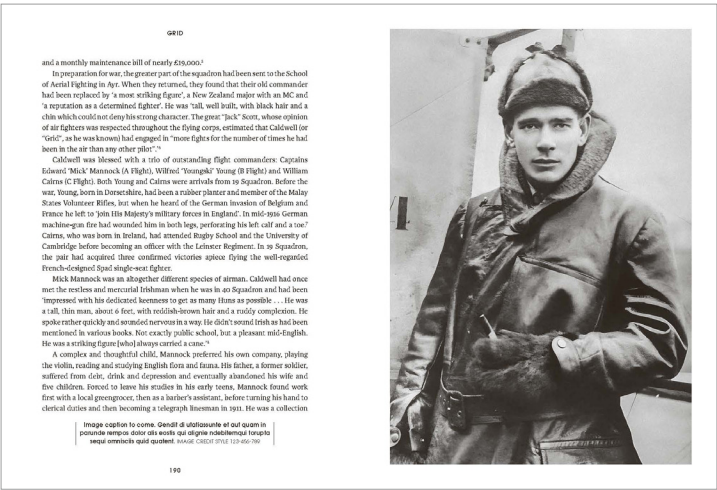 GRID
and a monthly maintenance bill of nearly £19,000.⁵
In preparation for war, the greater part of the squadron had been sent to the School
of Aerial Fighting in Ayr. When they returned, they found that their old commander
had been replaced by ‘a most striking figure’, a New Zealand major with an MC and
‘a reputation as a determined fighter’. He was ‘tall, well built, with black hair and a
chin which could not deny his strong character. The great “Jack” Scott, whose opinion
of air fighters was respected throughout the flying corps, estimated that Caldwell (or
“Grid”, as he was known) had engaged in “more fights for the number of times he had
been in the air than any other pilot”.’⁶
Caldwell was blessed with a trio of outstanding flight commanders: Captains
Edward ‘Mick’ Mannock (A Flight), Wilfred ‘Youngski’ Young (B Flight) and William
Cairns (C Flight). Both Young and Cairns were arrivals from 19 Squadron. Before the
war, Young, born in Dorsetshire, had been a rubber planter and member of the Malay
States Volunteer Rifles, but when he heard of the German invasion of Belgium and
France he left to ‘join His Majesty’s military forces in England’. In mid-1916 German
machine-gun fire had wounded him in both legs, perforating his left calf and a toe.⁷
Cairns, who was born in Ireland, had attended Rugby School and the University of
Cambridge before becoming an officer with the Leinster Regiment. In 19 Squadron,
the pair had acquired three confirmed victories apiece flying the well-regarded
French-designed Spad single-seat fighter.
Mick Mannock was an altogether different species of airman. Caldwell had once
met the restless and mercurial Irishman when he was in 40 Squadron and had been
‘impressed with his dedicated keenness to get as many Huns as possible . . . He was
a tall, thin man, about 6 feet, with reddish-brown hair and a ruddy complexion. He
spoke rather quickly and sounded nervous in a way. He didn’t sound Irish as had been
mentioned in various books. Not exactly public school, but a pleasant mid-English.
He was a striking figure [who] always carried a cane.’⁸
A complex and thoughtful child, Mannock preferred his own company, playing
the violin, reading and studying English flora and fauna. His father, a former soldier,
suffered from debt, drink and depression and eventually abandoned his wife and
five children. Forced to leave his studies in his early teens, Mannock found work
first with a local greengrocer, then as a barber’s assistant, before turning his hand to
clerical duties and then becoming a telegraph linesman in 1911. He was a collection
Image caption to come. Gendit di utatiassunte et aut quam in
parunde rempos dolor alis eostis qui alignie ndebitemqui torupta
sequi omnisciis quid quatent. IMAGE CREDIT STYLE 123-456-789
190